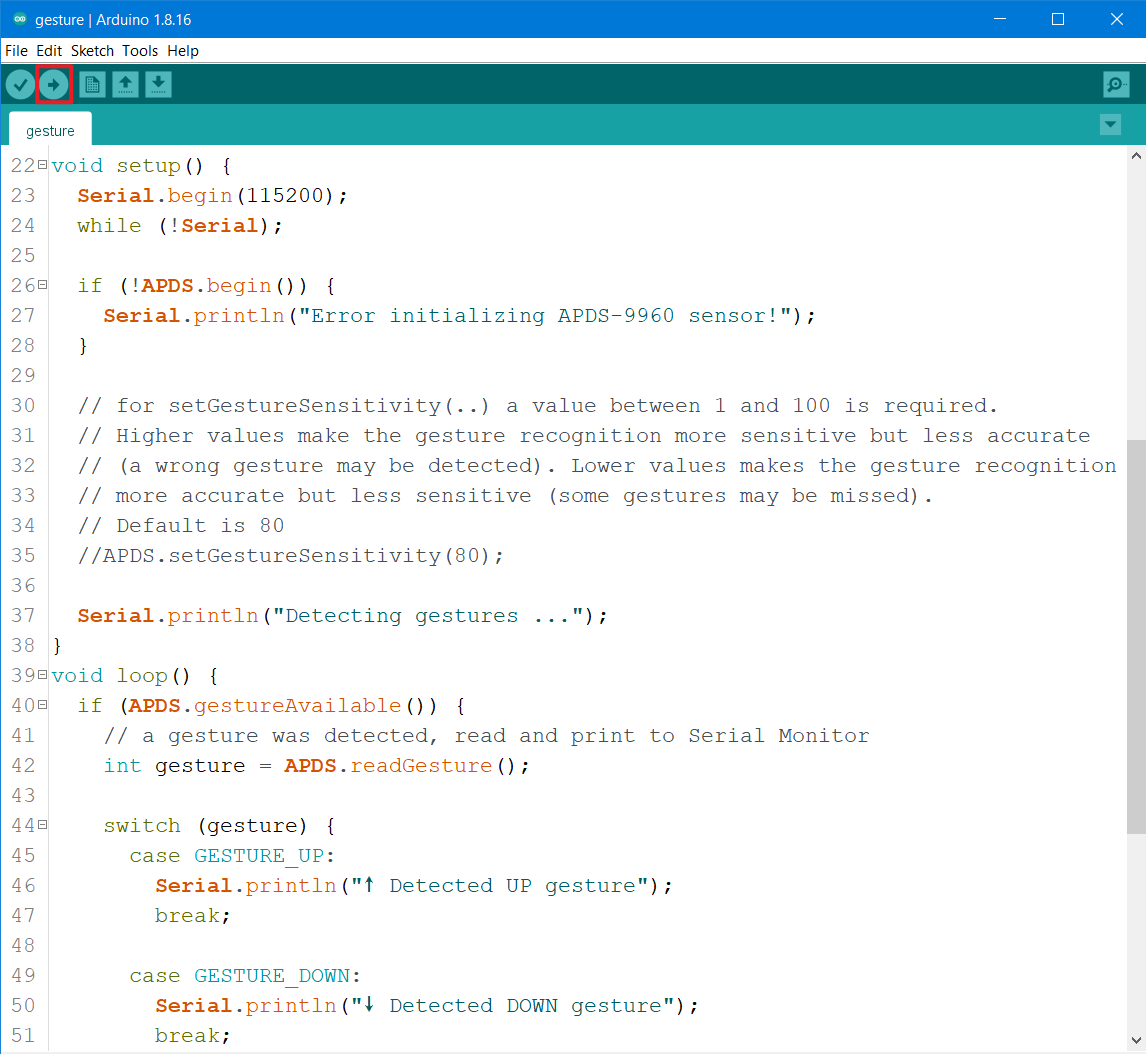 gesture | Arduino 1.8.16
File Edit Sketch Tools Help
gesture
22 void setup() {
23   Serial.begin(115200);
24   while (!Serial);
25
26   if (!APDS.begin()) {
27     Serial.println("Error initializing APDS-9960 sensor!");
28   }
29
30   // for setGestureSensitivity(..) a value between 1 and 100 is required.
31   // Higher values make the gesture recognition more sensitive but less accurate
32   // (a wrong gesture may be detected). Lower values makes the gesture recognition
33   // more accurate but less sensitive (some gestures may be missed).
34   // Default is 80
35   //APDS.setGestureSensitivity(80);
36
37   Serial.println("Detecting gestures ...");
38 }
39 void loop() {
40   if (APDS.gestureAvailable()) {
41     // a gesture was detected, read and print to Serial Monitor
42     int gesture = APDS.readGesture();
43
44     switch (gesture) {
45       case GESTURE_UP:
46         Serial.println("↑ Detected UP gesture");
47         break;
48
49       case GESTURE_DOWN:
50         Serial.println("↓ Detected DOWN gesture");
51         break;